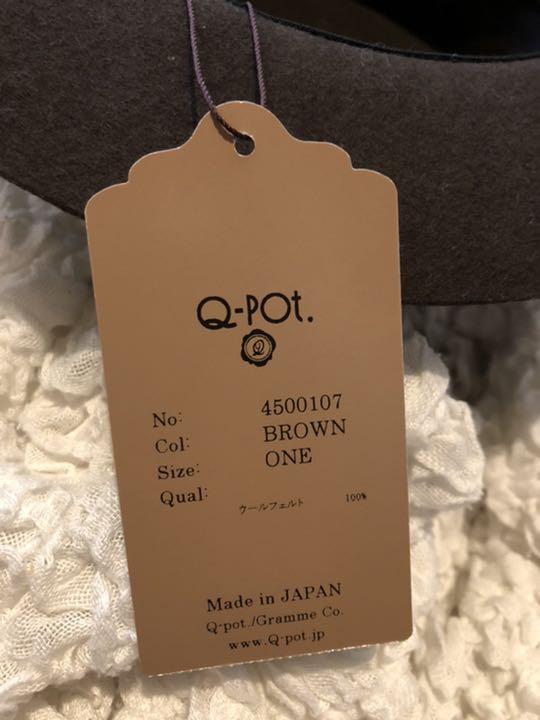 Q-pot.
Q
No: 4500107
Col: BROWN
Size: ONE
Qual:
ウールフェルト 100%
Made in JAPAN
Q-pot./Gramme Co.
www.Q-pot.jp